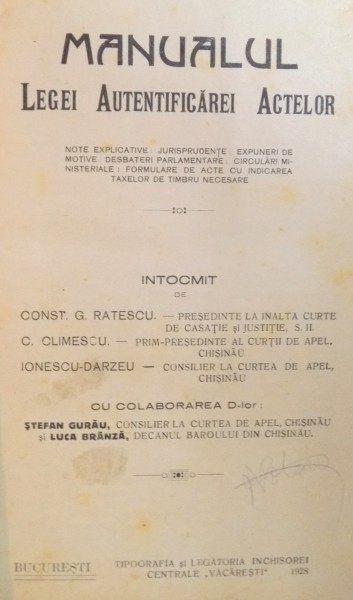 MANUALUL
LEGEI AUTENTIFICĂREI ACTELOR
NOTE EXPLICATIVE : JURISPRUDENȚE : EXPUNERI DE
MOTIVE : DESBATERI PARLAMENTARE : CIRCULĂRI MI-
NISTERIALE : FORMULARE DE ACTE CU INDICAREA
TAXELOR DE TIMBRU NECESARE
INTOCMIT
DE
CONST. G. RATESCU. — PREȘEDINTE LA INALTA CURTE
DE CASAȚIE și JUSTIȚIE, S. II.
C. CLIMESCU. — PRIM-PREȘEDINTE AL CURȚII DE APEL,
CHIȘINĂU
IONESCU-DARZEU — CONSILIER LA CURTEA DE APEL,
CHIȘINĂU
CU COLABORAREA D-lor :
ȘTEFAN GURĂU, CONSILIER LA CURTEA DE APEL, CHIȘINĂU
și LUCA BRÂNZĂ, DECANUL BAROULUI DIN CHIȘINĂU.
BUCUREȘTI
TIPOGRAFIA și LEGĂTORIA INCHISOREI
CENTRALE „VĂCĂREȘTI" 1928